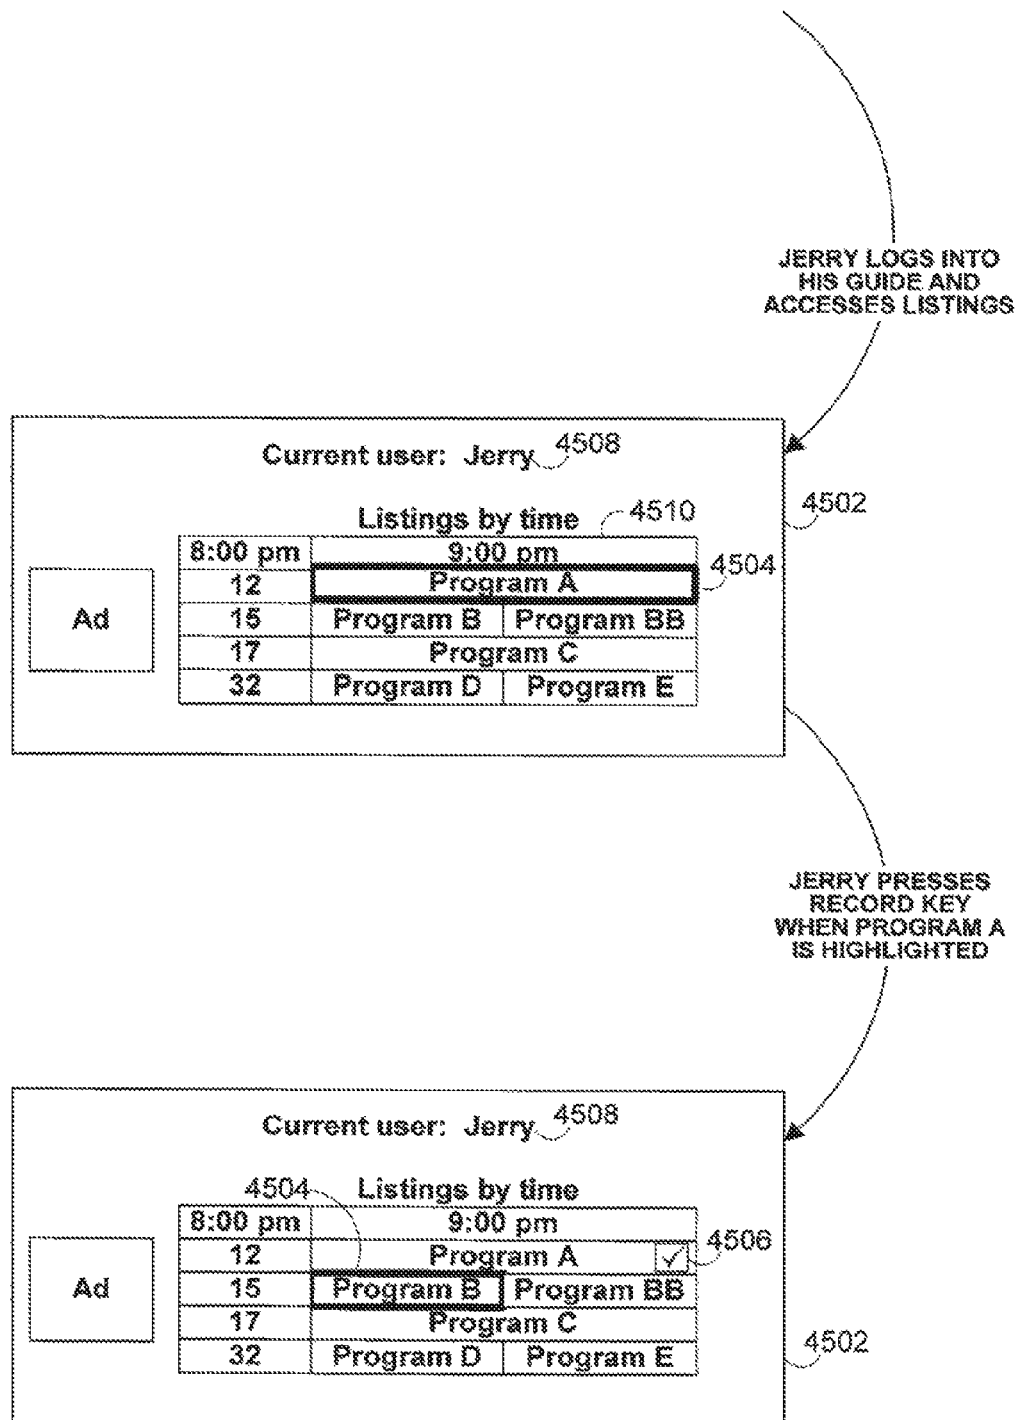 JERRY LOGS INTO
HIS GUIDE AND
ACCESSES LISTINGS
Current user: Jerry 4508
4502
Listings by time 4510
8:00 pm 9:00 pm
4504
12 Program A
Ad
15 Program B Program BB
17 Program C
32 Program D Program E
JERRY PRESSES
RECORD KEY
WHEN PROGRAM A
IS HIGHLIGHTED
Current user: Jerry 4508
4504 Listings by time
8:00 pm 9:00 pm
12 Program A ✓ 4506
Ad
15 Program B Program BB
17 Program C
4502
32 Program D Program E